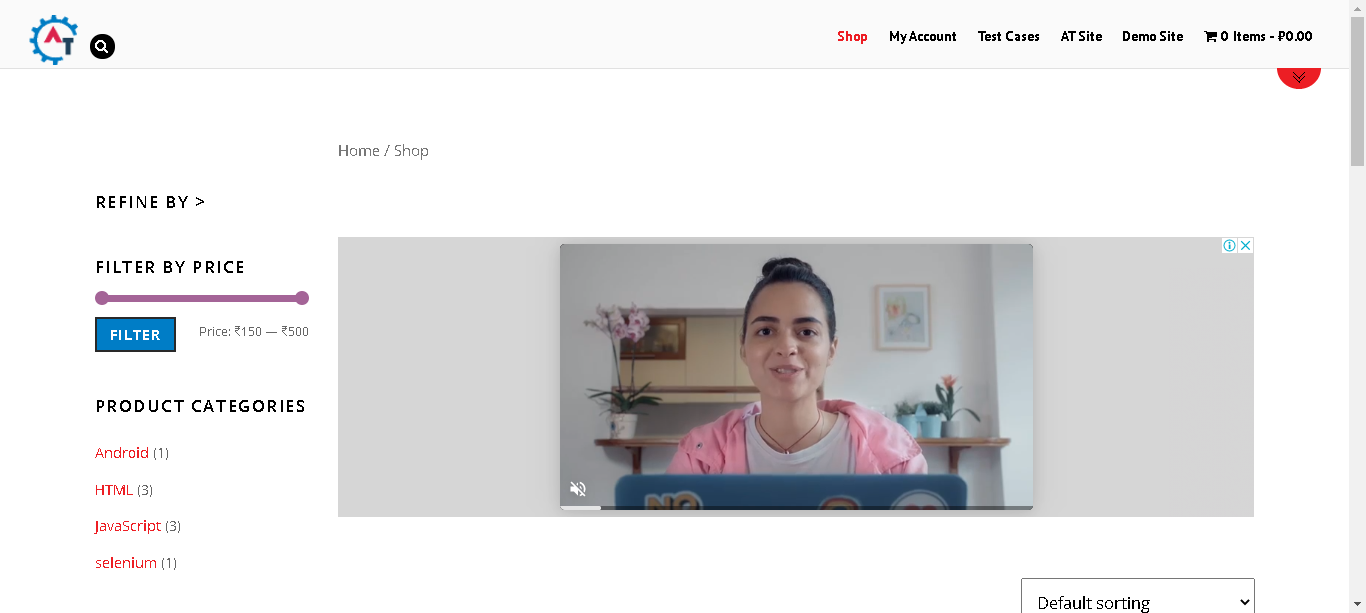 AT
Shop My Account Test Cases AT Site Demo Site 0 Items - ₽0.00
Home / Shop
REFINE BY >
FILTER BY PRICE
FILTER Price: ₹150 — ₹500
PRODUCT CATEGORIES
Android (1)
HTML (3)
JavaScript (3)
selenium (1)
Default sorting